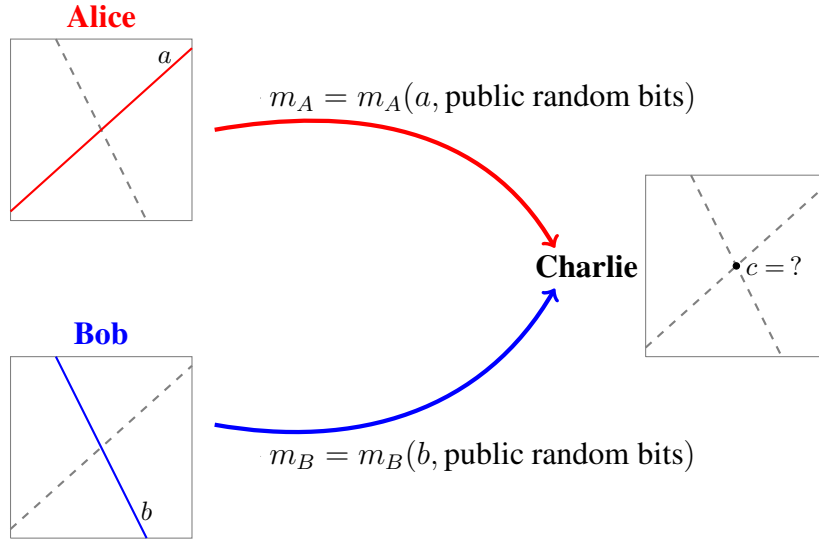 Alice
a
m_A = m_A(a, public random bits)
Charlie
c = ?
Bob
b
m_B = m_B(b, public random bits)